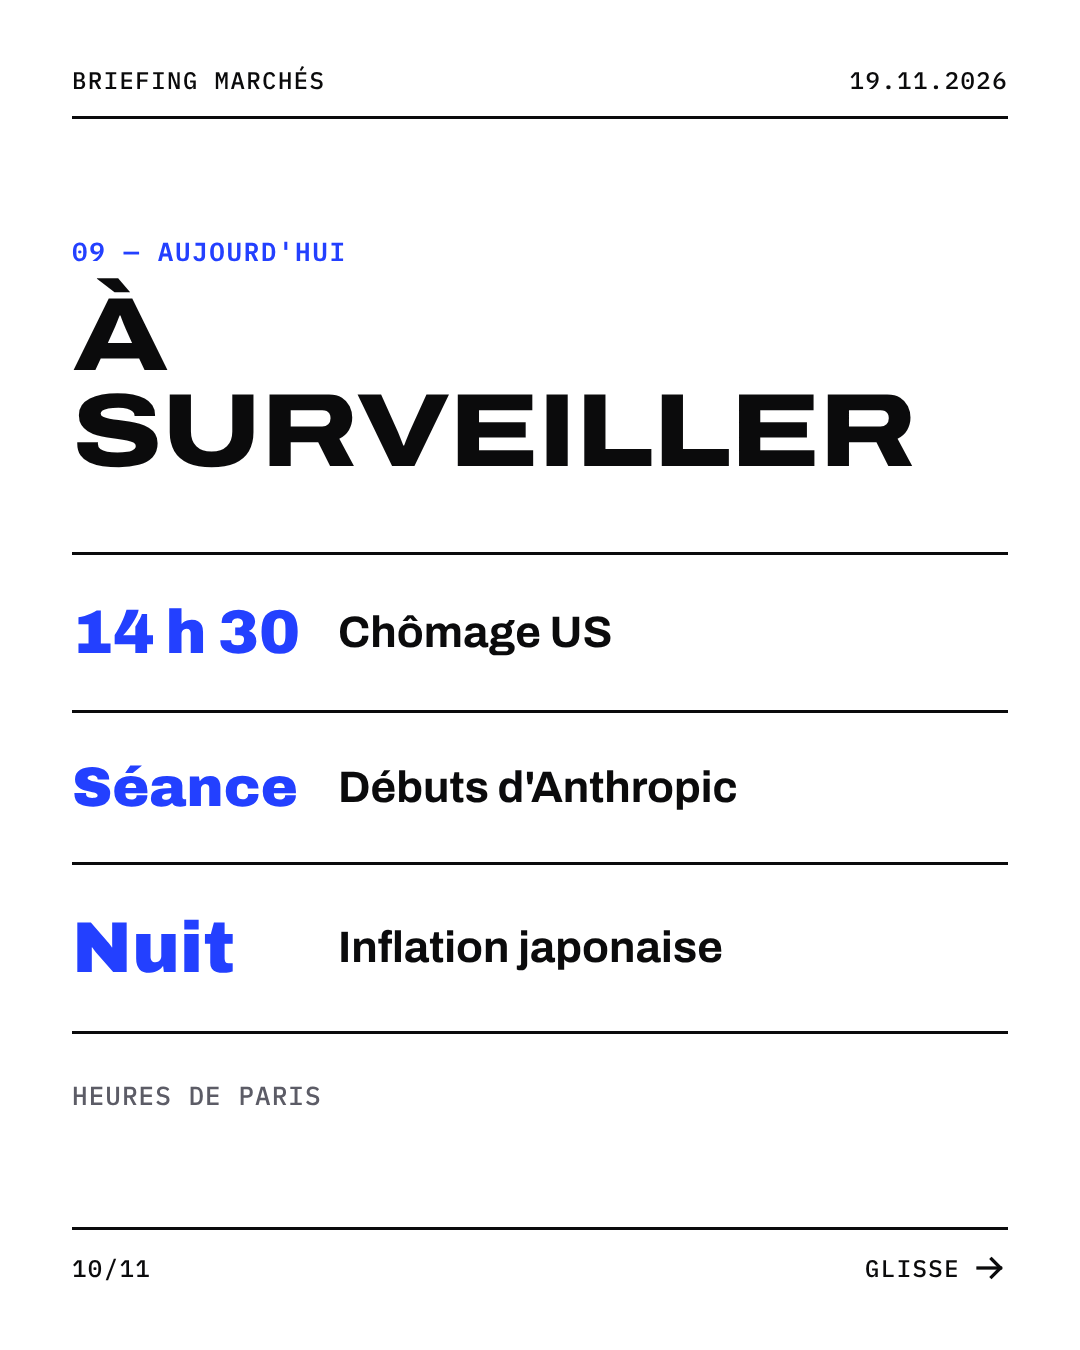 BRIEFING MARCHÉS
19.11.2026
09 — AUJOURD'HUI
À
SURVEILLER
14 h 30 Chômage US
Séance Débuts d'Anthropic
Nuit Inflation japonaise
HEURES DE PARIS
10/11
GLISSE →